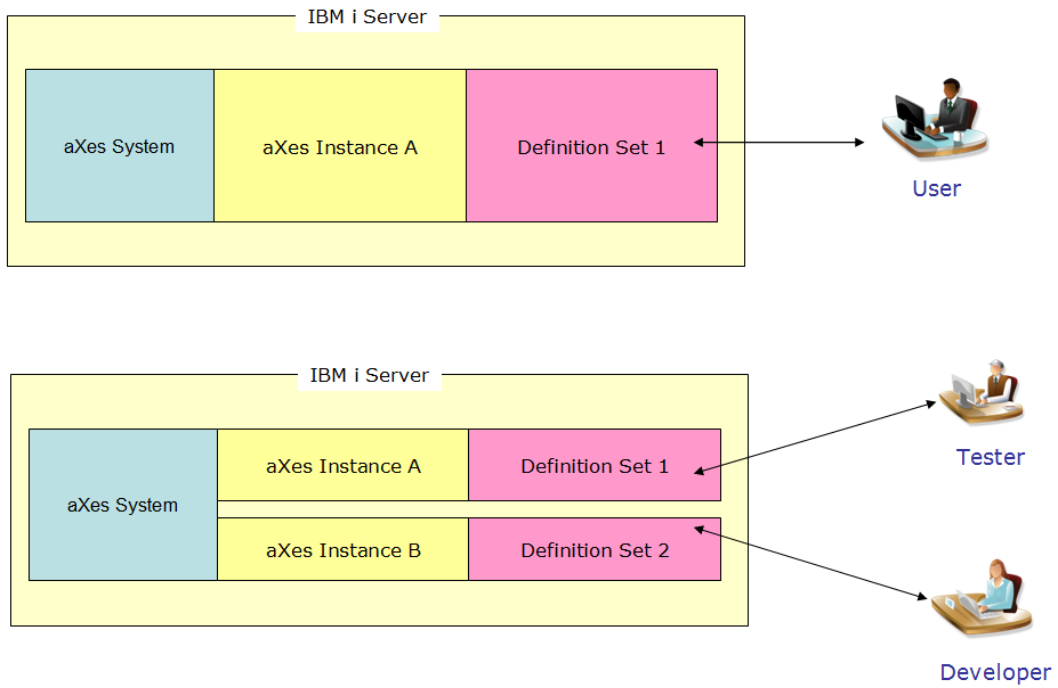 IBM i Server
aXes System
aXes Instance A
Definition Set 1
User
IBM i Server
aXes System
aXes Instance A
Definition Set 1
aXes Instance B
Definition Set 2
Tester
Developer